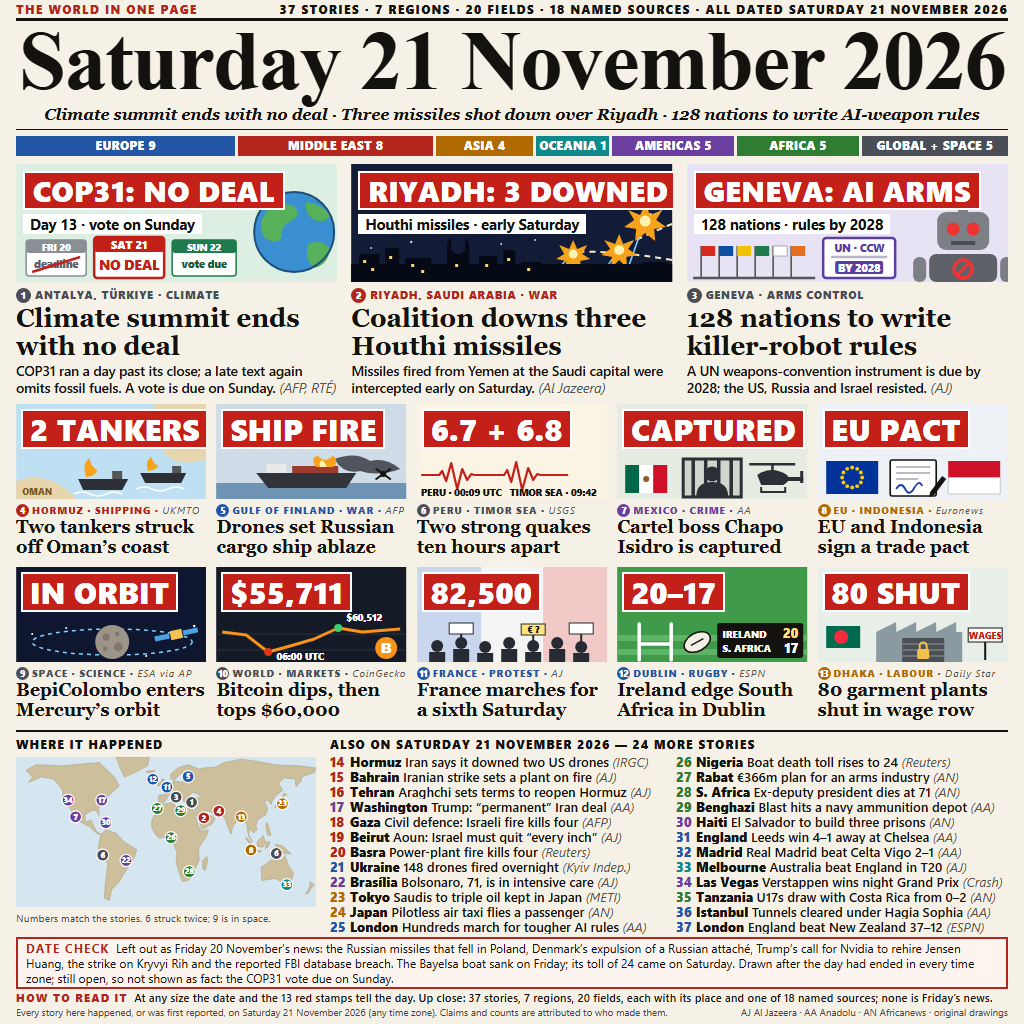 THE WORLD IN ONE PAGE
37 STORIES · 7 REGIONS · 20 FIELDS · 18 NAMED SOURCES · ALL DATED SATURDAY 21 NOVEMBER 2026
Saturday 21 November 2026
Climate summit ends with no deal · Three missiles shot down over Riyadh · 128 nations to write AI-weapon rules
EUROPE 9
MIDDLE EAST 8
ASIA 4
OCEANIA 1
AMERICAS 5
AFRICA 5
GLOBAL + SPACE 5
COP31: NO DEAL
Day 13 · vote on Sunday
FRI 20
deadline
SAT 21
NO DEAL
SUN 22
vote due
1 ANTALYA, TÜRKIYE · CLIMATE
Climate summit ends
with no deal
COP31 ran a day past its close; a late text again
omits fossil fuels. A vote is due on Sunday. (AFP, RTÉ)
RIYADH: 3 DOWNED
Houthi missiles · early Saturday
2 RIYADH, SAUDI ARABIA · WAR
Coalition downs three
Houthi missiles
Missiles fired from Yemen at the Saudi capital were
intercepted early on Saturday. (Al Jazeera)
GENEVA: AI ARMS
128 nations · rules by 2028
UN · CCW
BY 2028
3 GENEVA · ARMS CONTROL
128 nations to write
killer-robot rules
A UN weapons-convention instrument is due by
2028; the US, Russia and Israel resisted. (AJ)
2 TANKERS
OMAN
4 HORMUZ · SHIPPING · UKMTO
Two tankers struck
off Oman's coast
SHIP FIRE
5 GULF OF FINLAND · WAR · AFP
Drones set Russian
cargo ship ablaze
6.7 + 6.8
PERU · 00:09 UTC
TIMOR SEA · 09:42
6 PERU · TIMOR SEA · USGS
Two strong quakes
ten hours apart
CAPTURED
7 MEXICO · CRIME · AA
Cartel boss Chapo
Isidro is captured
EU PACT
8 EU · INDONESIA · Euronews
EU and Indonesia
sign a trade pact
IN ORBIT
9 SPACE · SCIENCE · ESA via AP
BepiColombo enters
Mercury's orbit
$55,711
$60,512
06:00 UTC
B
10 WORLD · MARKETS · CoinGecko
Bitcoin dips, then
tops $60,000
82,500
€ ?
11 FRANCE · PROTEST · AJ
France marches for
a sixth Saturday
20–17
IRELAND 20
S. AFRICA 17
12 DUBLIN · RUGBY · ESPN
Ireland edge South
Africa in Dublin
80 SHUT
WAGES
13 DHAKA · LABOUR · Daily Star
80 garment plants
shut in wage row
WHERE IT HAPPENED
34
17
7
30
6
22
12
5
11
3
1
27
25
2
4
13
23
26
8
6
28
33
Numbers match the stories. 6 struck twice; 9 is in space.
ALSO ON SATURDAY 21 NOVEMBER 2026 — 24 MORE STORIES
14 Hormuz Iran says it downed two US drones (IRGC)
15 Bahrain Iranian strike sets a plant on fire (AJ)
16 Tehran Araghchi sets terms to reopen Hormuz (AJ)
17 Washington Trump: "permanent" Iran deal (AA)
18 Gaza Civil defence: Israeli fire kills four (AFP)
19 Beirut Aoun: Israel must quit "every inch" (AJ)
20 Basra Power-plant fire kills four (Reuters)
21 Ukraine 148 drones fired overnight (Kyiv Indep.)
22 Brasília Bolsonaro, 71, is in intensive care (AJ)
23 Tokyo Saudis to triple oil kept in Japan (METI)
24 Japan Pilotless air taxi flies a passenger (AN)
25 London Hundreds march for tougher AI rules (AA)
26 Nigeria Boat death toll rises to 24 (Reuters)
27 Rabat €366m plan for an arms industry (AN)
28 S. Africa Ex-deputy president dies at 71 (AN)
29 Benghazi Blast hits a navy ammunition depot (AA)
30 Haiti El Salvador to build three prisons (AN)
31 England Leeds win 4–1 away at Chelsea (AA)
32 Madrid Real Madrid beat Celta Vigo 2–1 (AA)
33 Melbourne Australia beat England in T20 (AJ)
34 Las Vegas Verstappen wins night Grand Prix (Crash)
35 Tanzania U17s draw with Costa Rica from 0–2 (AN)
36 Istanbul Tunnels cleared under Hagia Sophia (AA)
37 London England beat New Zealand 37–12 (ESPN)
DATE CHECK Left out as Friday 20 November's news: the Russian missiles that fell in Poland, Denmark's expulsion of a Russian attaché, Trump's call for Nvidia to rehire Jensen
Huang, the strike on Kryvyi Rih and the reported FBI database breach. The Bayelsa boat sank on Friday; its toll of 24 came on Saturday. Drawn after the day had ended in every time
zone; still open, so not shown as fact: the COP31 vote due on Sunday.
HOW TO READ IT At any size the date and the 13 red stamps tell the day. Up close: 37 stories, 7 regions, 20 fields, each with its place and one of 18 named sources; none is Friday's news.
Every story here happened, or was first reported, on Saturday 21 November 2026 (any time zone). Claims and counts are attributed to who made them.
AJ Al Jazeera · AA Anadolu · AN Africanews · original drawings